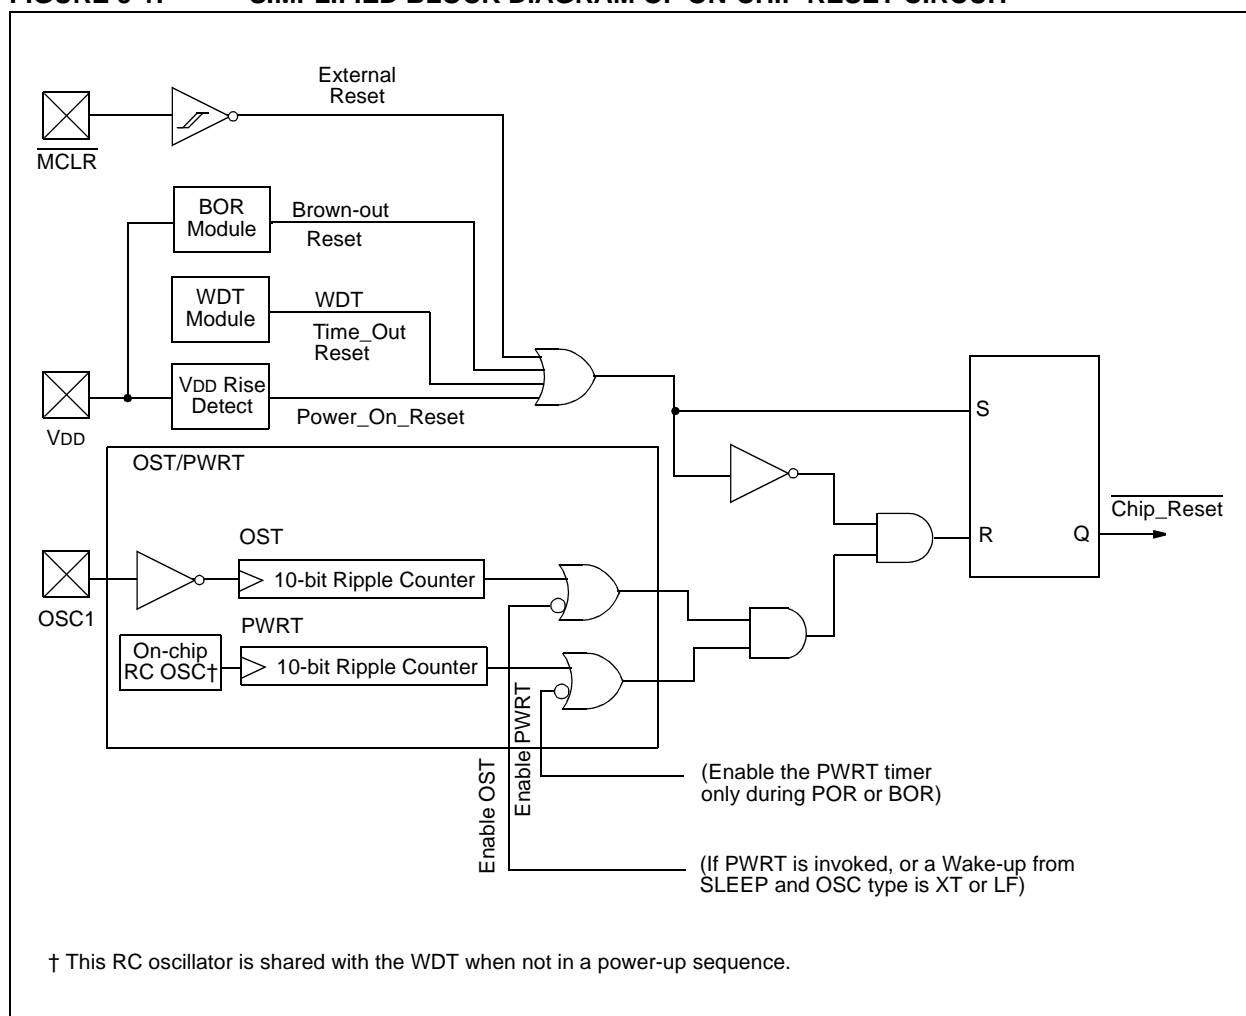 External
Reset
MCLR
BOR
Module
Brown-out
Reset
WDT
Module
WDT
Time_Out
Reset
VDD Rise
Detect
Power_On_Reset
VDD
S
OST/PWRT
Chip_Reset
R
Q
OST
10-bit Ripple Counter
OSC1
PWRT
On-chip
RC OSC†
10-bit Ripple Counter
Enable PWRT
Enable OST
(Enable the PWRT timer
only during POR or BOR)
(If PWRT is invoked, or a Wake-up from
SLEEP and OSC type is XT or LF)
† This RC oscillator is shared with the WDT when not in a power-up sequence.